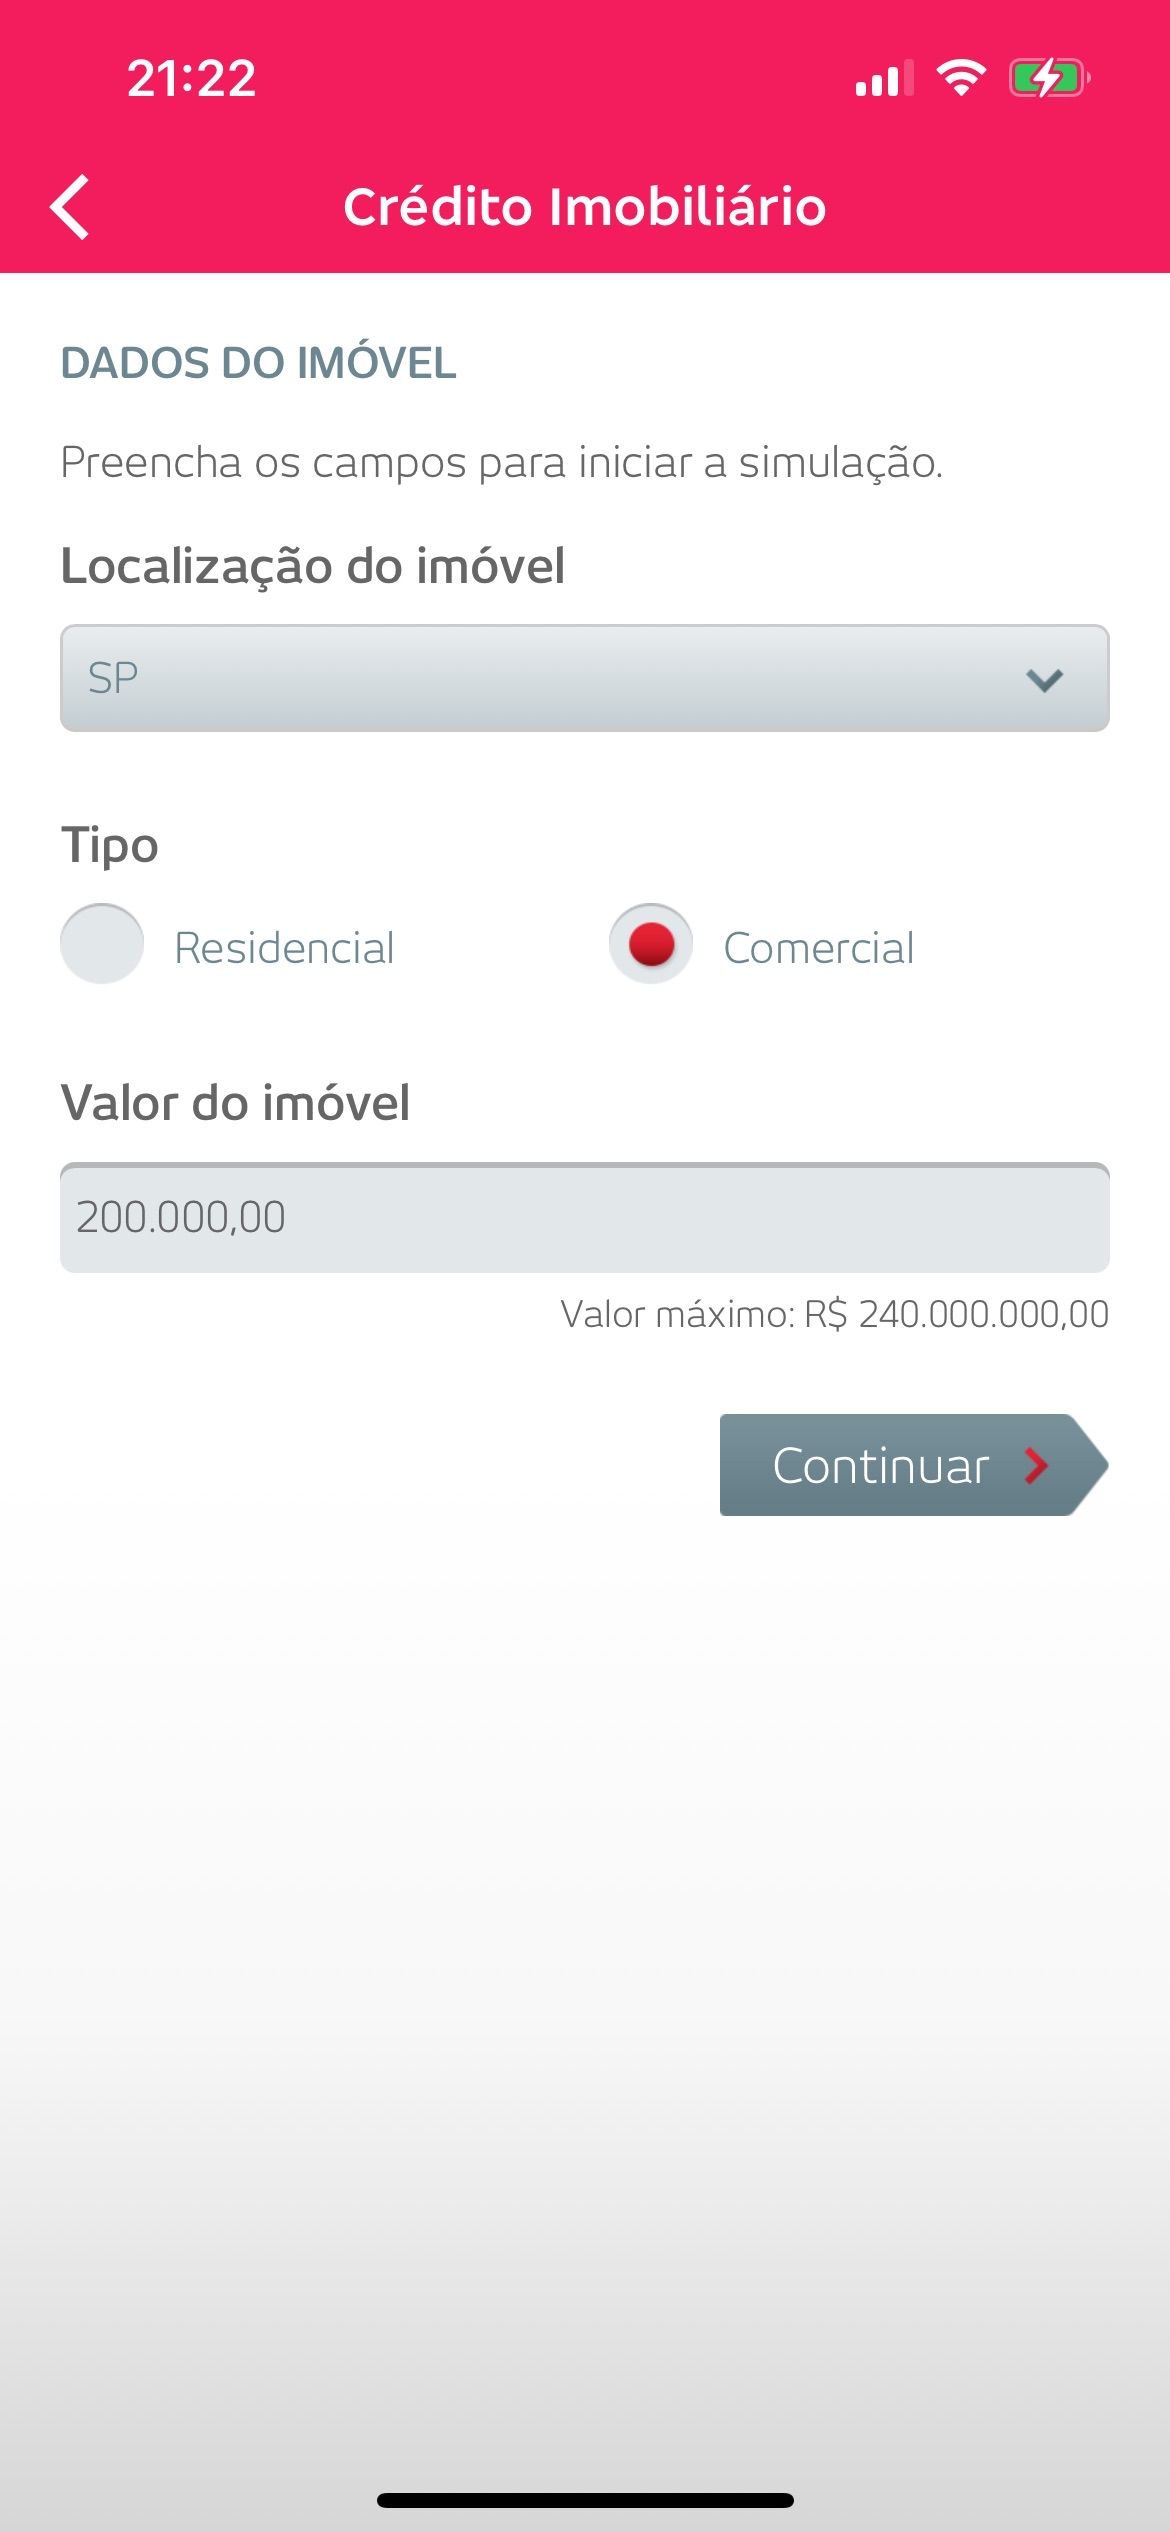 21:22
Crédito Imobiliário
DADOS DO IMÓVEL
Preencha os campos para iniciar a simulação.
Localização do imóvel
SP
Tipo
Residencial
Comercial
Valor do imóvel
200.000,00
Valor máximo: R$ 240.000.000,00
Continuar